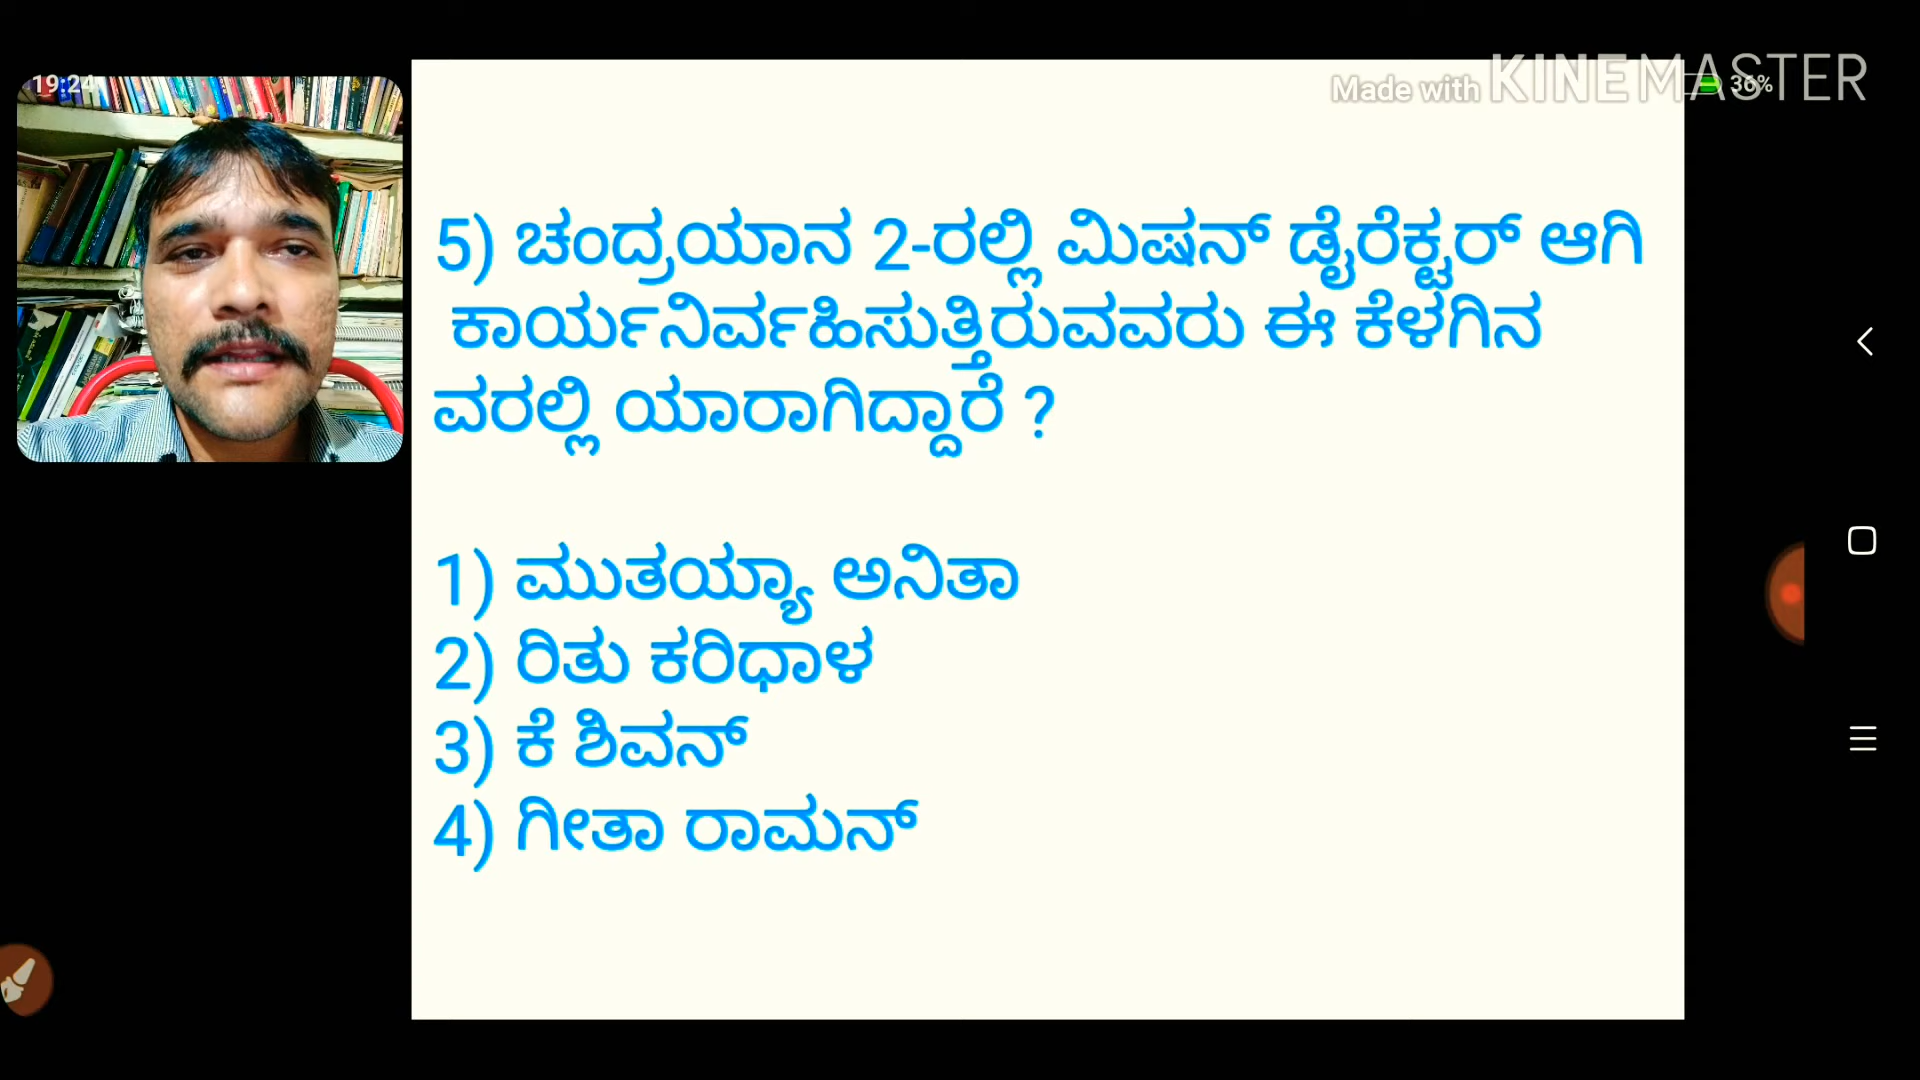 19:24
Made with KINEMASTER
36%
5) ಚಂದ್ರಯಾನ 2-ರಲ್ಲಿ ಮಿಷನ್ ಡೈರೆಕ್ಟರ್ ಆಗಿ
ಕಾರ್ಯನಿರ್ವಹಿಸುತ್ತಿರುವವರು ಈ ಕೆಳಗಿನ
ವರಲ್ಲಿ ಯಾರಾಗಿದ್ದಾರೆ ?
1) ಮುತಯ್ಯಾ ಅನಿತಾ
2) ರಿತು ಕರಿಧಾಳ
3) ಕೆ ಶಿವನ್
4) ಗೀತಾ ರಾಮನ್